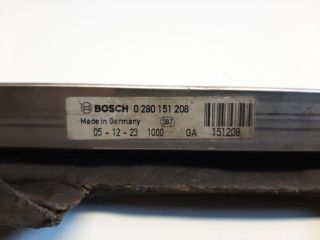 BOSCH 0 280 151 208
Made in Germany 087
05 - 12 - 23 1000 GA 151208